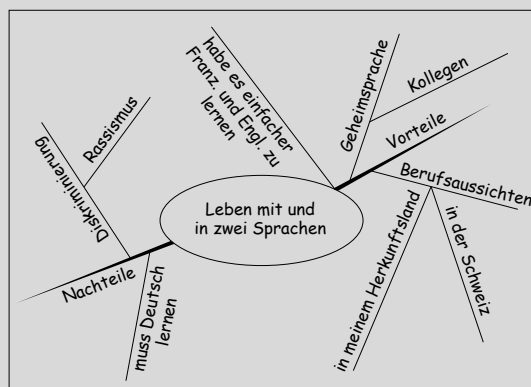 Leben mit und
in zwei Sprachen
habe es einfacher
Franz. und Engl. zu
lernen
Vorteile
Geheimsprache
Kollegen
Berufsaussichten
in meinem Herkunftsland
in der Schweiz
Nachteile
Diskriminierung
Rassismus
muss Deutsch
lernen